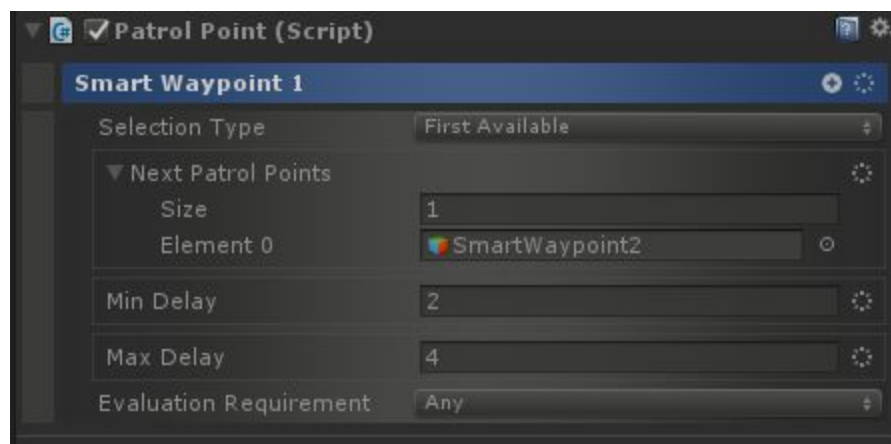 Patrol Point (Script)
Smart Waypoint 1
Selection Type First Available
Next Patrol Points
Size 1
Element 0 SmartWaypoint2
Min Delay 2
Max Delay 4
Evaluation Requirement Any